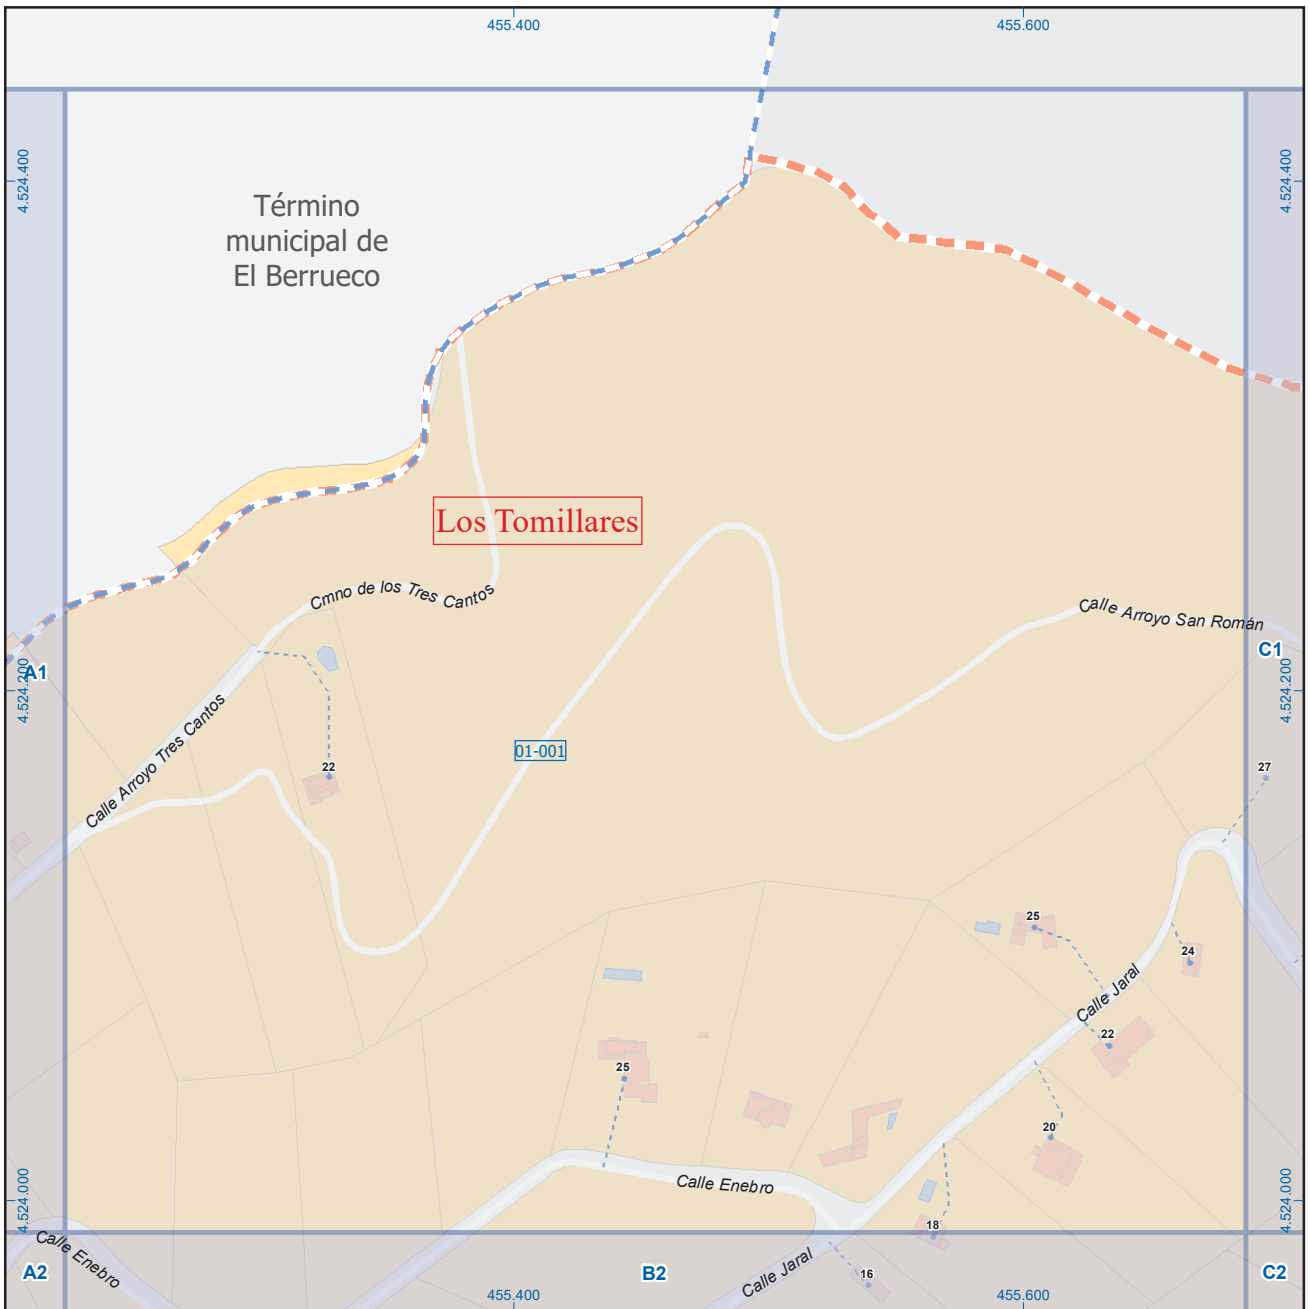 455.400
455.600
4.524.400
4.524.400
Término
municipal de
El Berrueco
Los Tomillares
Cmno de los Tres Cantos
Calle Arroyo San Román
A1
C1
4.524.200
4.524.200
Calle Arroyo Tres Cantos
01-001
22
27
25
24
Calle Jaral
22
25
20
Calle Enebro
4.524.000
4.524.000
18
Calle Enebro
A2
B2
Calle Jaral
16
C2
455.400
455.600